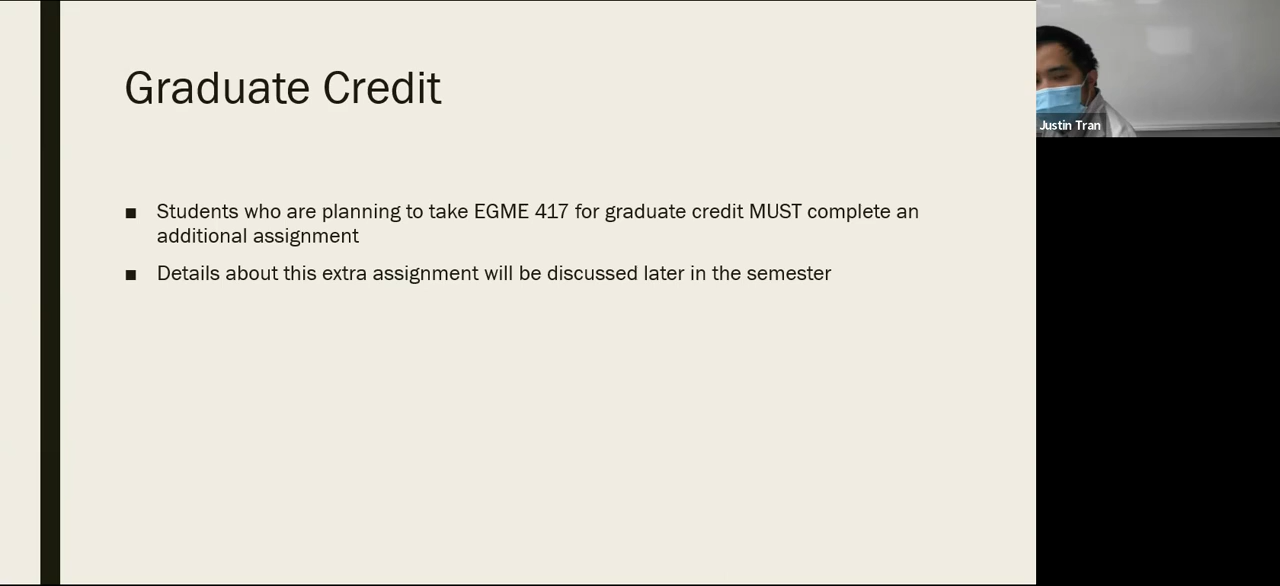 Graduate Credit
■ Students who are planning to take EGME 417 for graduate credit MUST complete an
additional assignment
■ Details about this extra assignment will be discussed later in the semester
Justin Tran